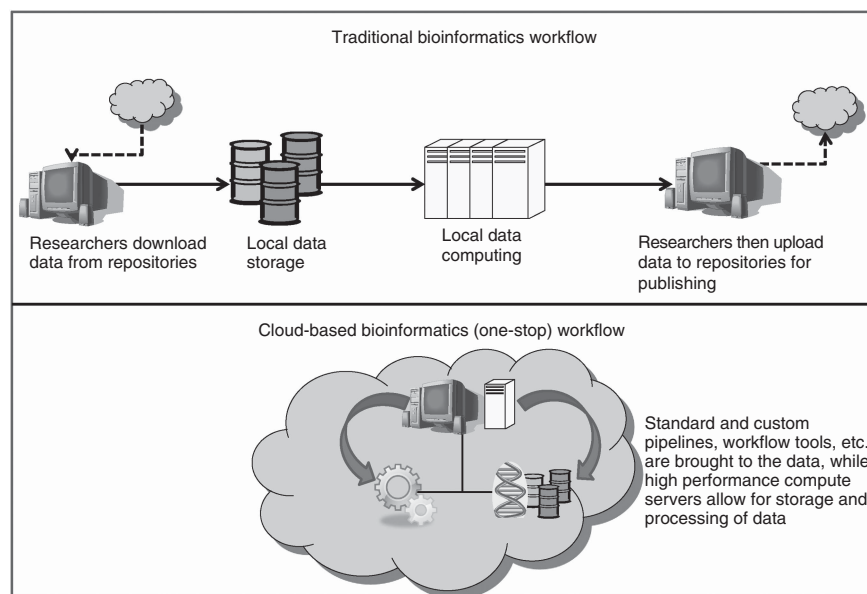 Traditional bioinformatics workflow
Researchers download
data from repositories
Local data
storage
Local data
computing
Researchers then upload
data to repositories for
publishing
Cloud-based bioinformatics (one-stop) workflow
Standard and custom
pipelines, workflow tools, etc.
are brought to the data, while
high performance compute
servers allow for storage and
processing of data